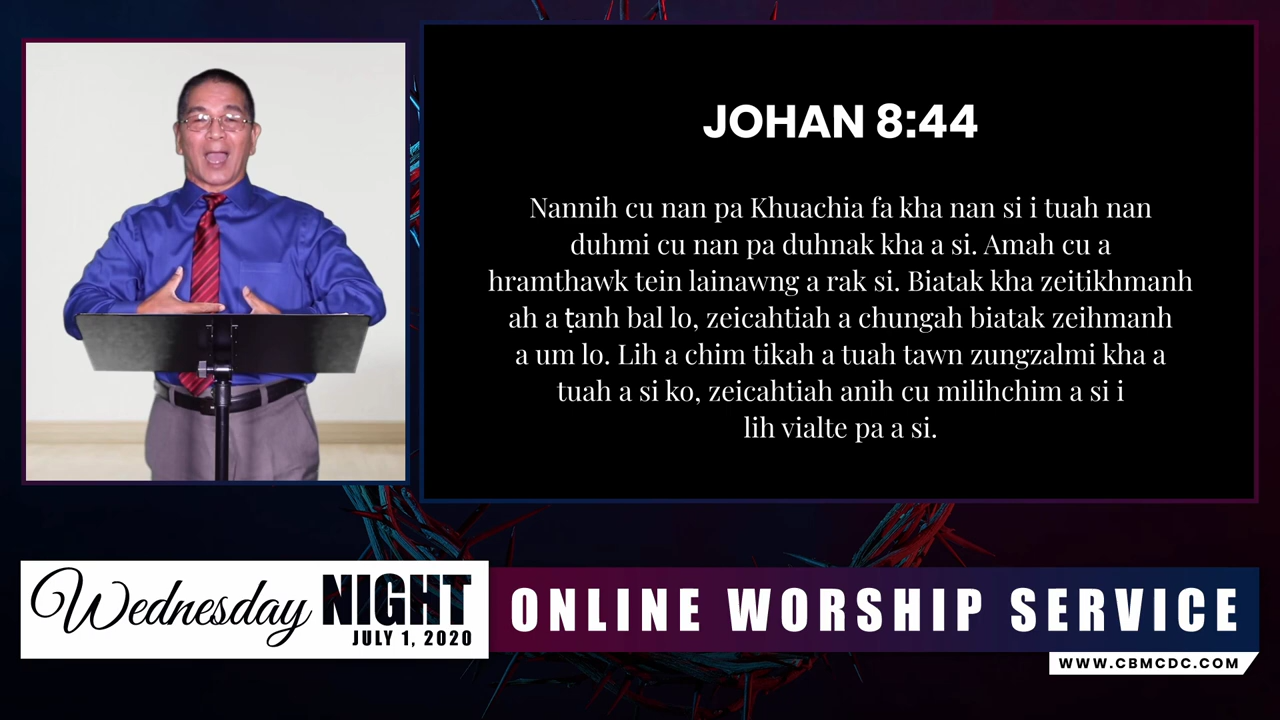 JOHAN 8:44
Nannih cu nan pa Khuachia fa kha nan si i tuah nan
duhmi cu nan pa duhnak kha a si. Amah cu a
hramthawk tein lainawng a rak si. Biatak kha zeitikhmanh
ah a ṭanh bal lo, zeicahtiah a chungah biatak zeihmanh
a um lo. Lih a chim tikah a tuah tawn zungzalmi kha a
tuah a si ko, zeicahtiah anih cu milihchim a si i
lih vialte pa a si.
Wednesday NIGHT
JULY 1, 2020
ONLINE WORSHIP SERVICE
WWW.CBMCDC.COM